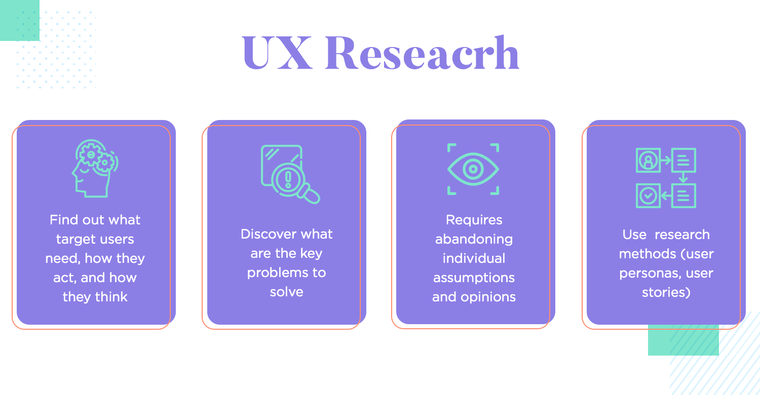 UX Reseacrh
Find out what
target users
need, how they
act, and how
they think
Discover what
are the key
problems to
solve
Requires
abandoning
individual
assumptions
and opinions
Use  research
methods (user
personas, user
stories)